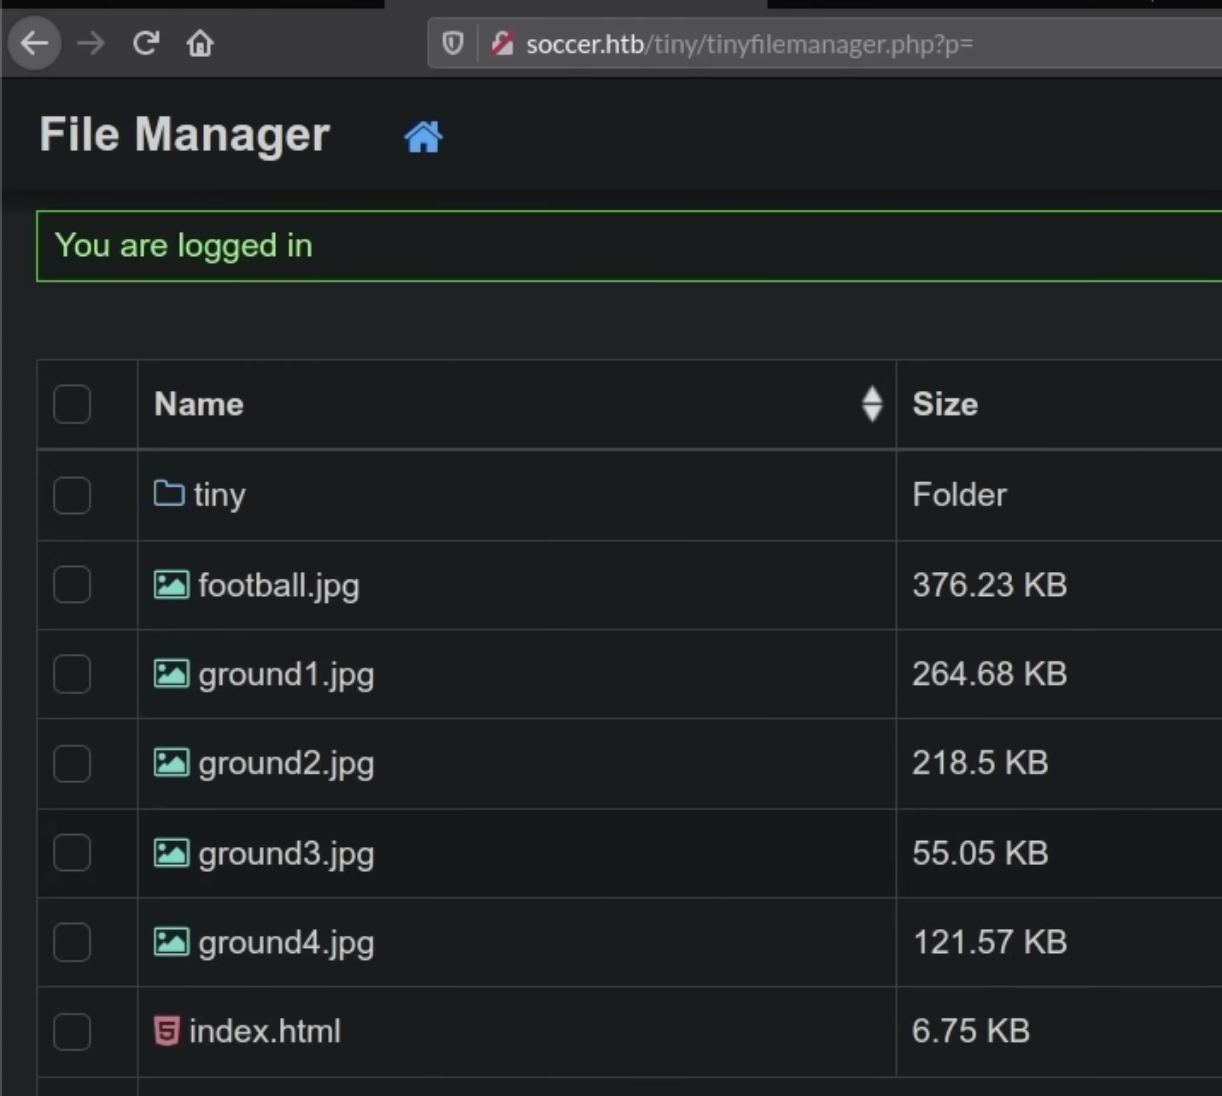 soccer.htb/tiny/tinyfilemanager.php?p=
File Manager
You are logged in
Name Size
tiny Folder
football.jpg 376.23 KB
ground1.jpg 264.68 KB
ground2.jpg 218.5 KB
ground3.jpg 55.05 KB
ground4.jpg 121.57 KB
index.html 6.75 KB